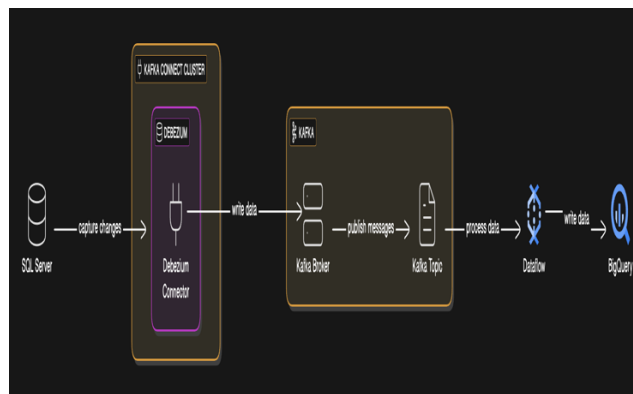 KAFKA CONNECT CLUSTER
DEBEZIUM
KAFKA
capture changes
write data
publish messages
process data
write data
SQL Server
Debezium
Connector
Kafka Broker
Kafka Topic
Dataflow
BigQuery